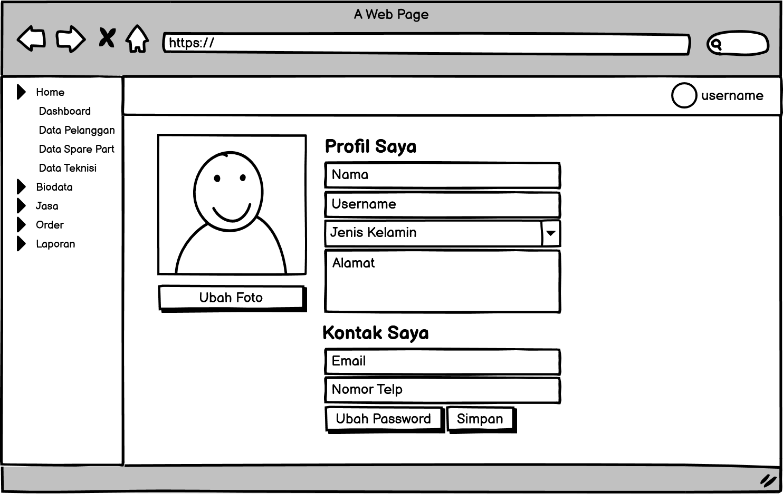 A Web Page
https://
username
Home
Dashboard
Data Pelanggan
Data Spare Part
Data Teknisi
Biodata
Jasa
Order
Laporan
Ubah Foto
Profil Saya
Nama
Username
Jenis Kelamin
Alamat
Kontak Saya
Email
Nomor Telp
Ubah Password
Simpan